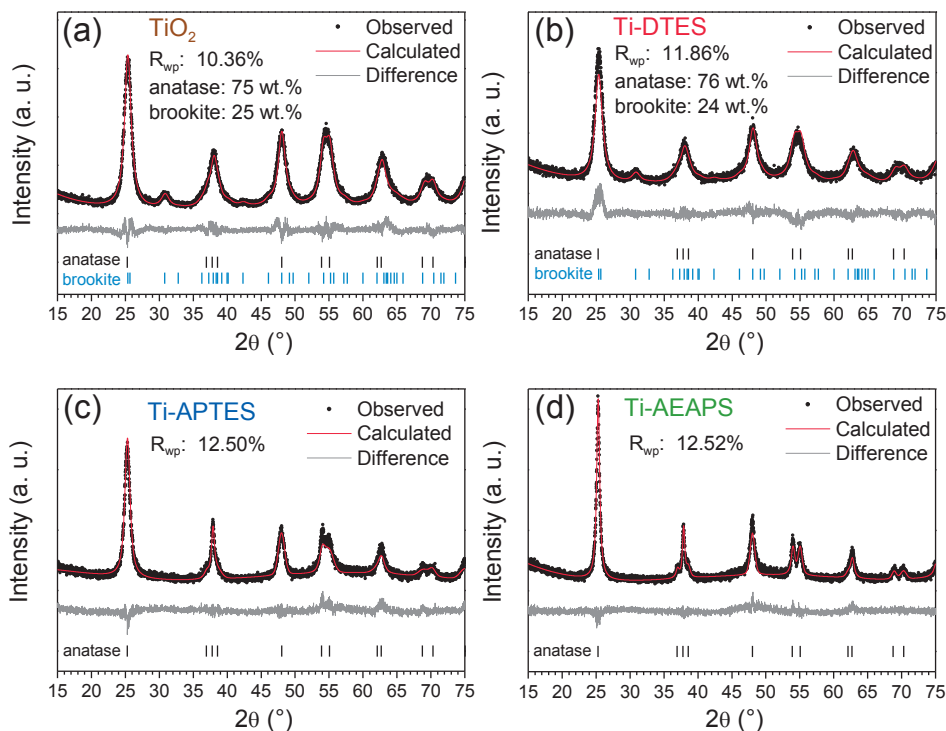 (a)
TiO₂
R_wp: 10.36%
anatase: 75 wt.%
brookite: 25 wt.%
Observed
Calculated
Difference
Intensity (a. u.)
anatase
brookite
15 20 25 30 35 40 45 50 55 60 65 70 75
2θ (°)
(b)
Ti-DTES
R_wp: 11.86%
anatase: 76 wt.%
brookite: 24 wt.%
Observed
Calculated
Difference
Intensity (a. u.)
anatase
brookite
15 20 25 30 35 40 45 50 55 60 65 70 75
2θ (°)
(c)
Ti-APTES
R_wp: 12.50%
Observed
Calculated
Difference
Intensity (a. u.)
anatase
15 20 25 30 35 40 45 50 55 60 65 70 75
2θ (°)
(d)
Ti-AEAPS
R_wp: 12.52%
Observed
Calculated
Difference
Intensity (a. u.)
anatase
15 20 25 30 35 40 45 50 55 60 65 70 75
2θ (°)